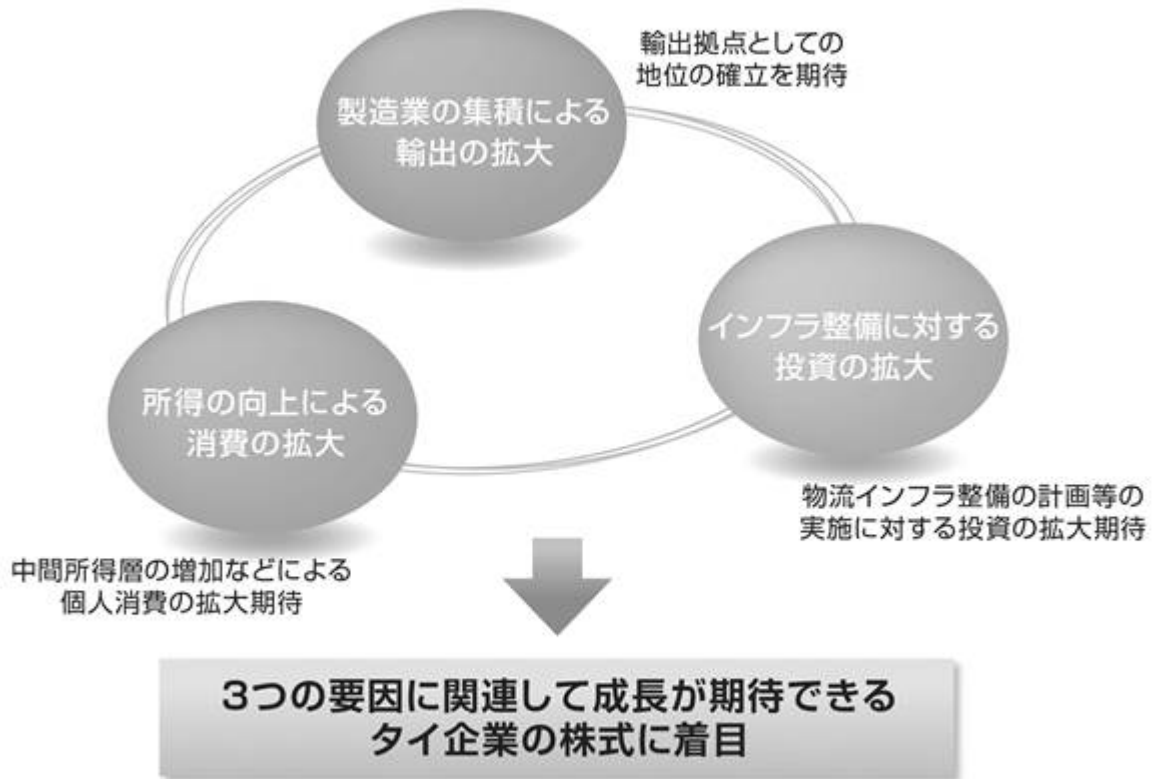 輸出拠点としての
地位の確立を期待
製造業の集積による
輸出の拡大
インフラ整備に対する
投資の拡大
所得の向上による
消費の拡大
物流インフラ整備の計画等の
実施に対する投資の拡大期待
中間所得層の増加などによる
個人消費の拡大期待
3つの要因に関連して成長が期待できる
タイ企業の株式に着目